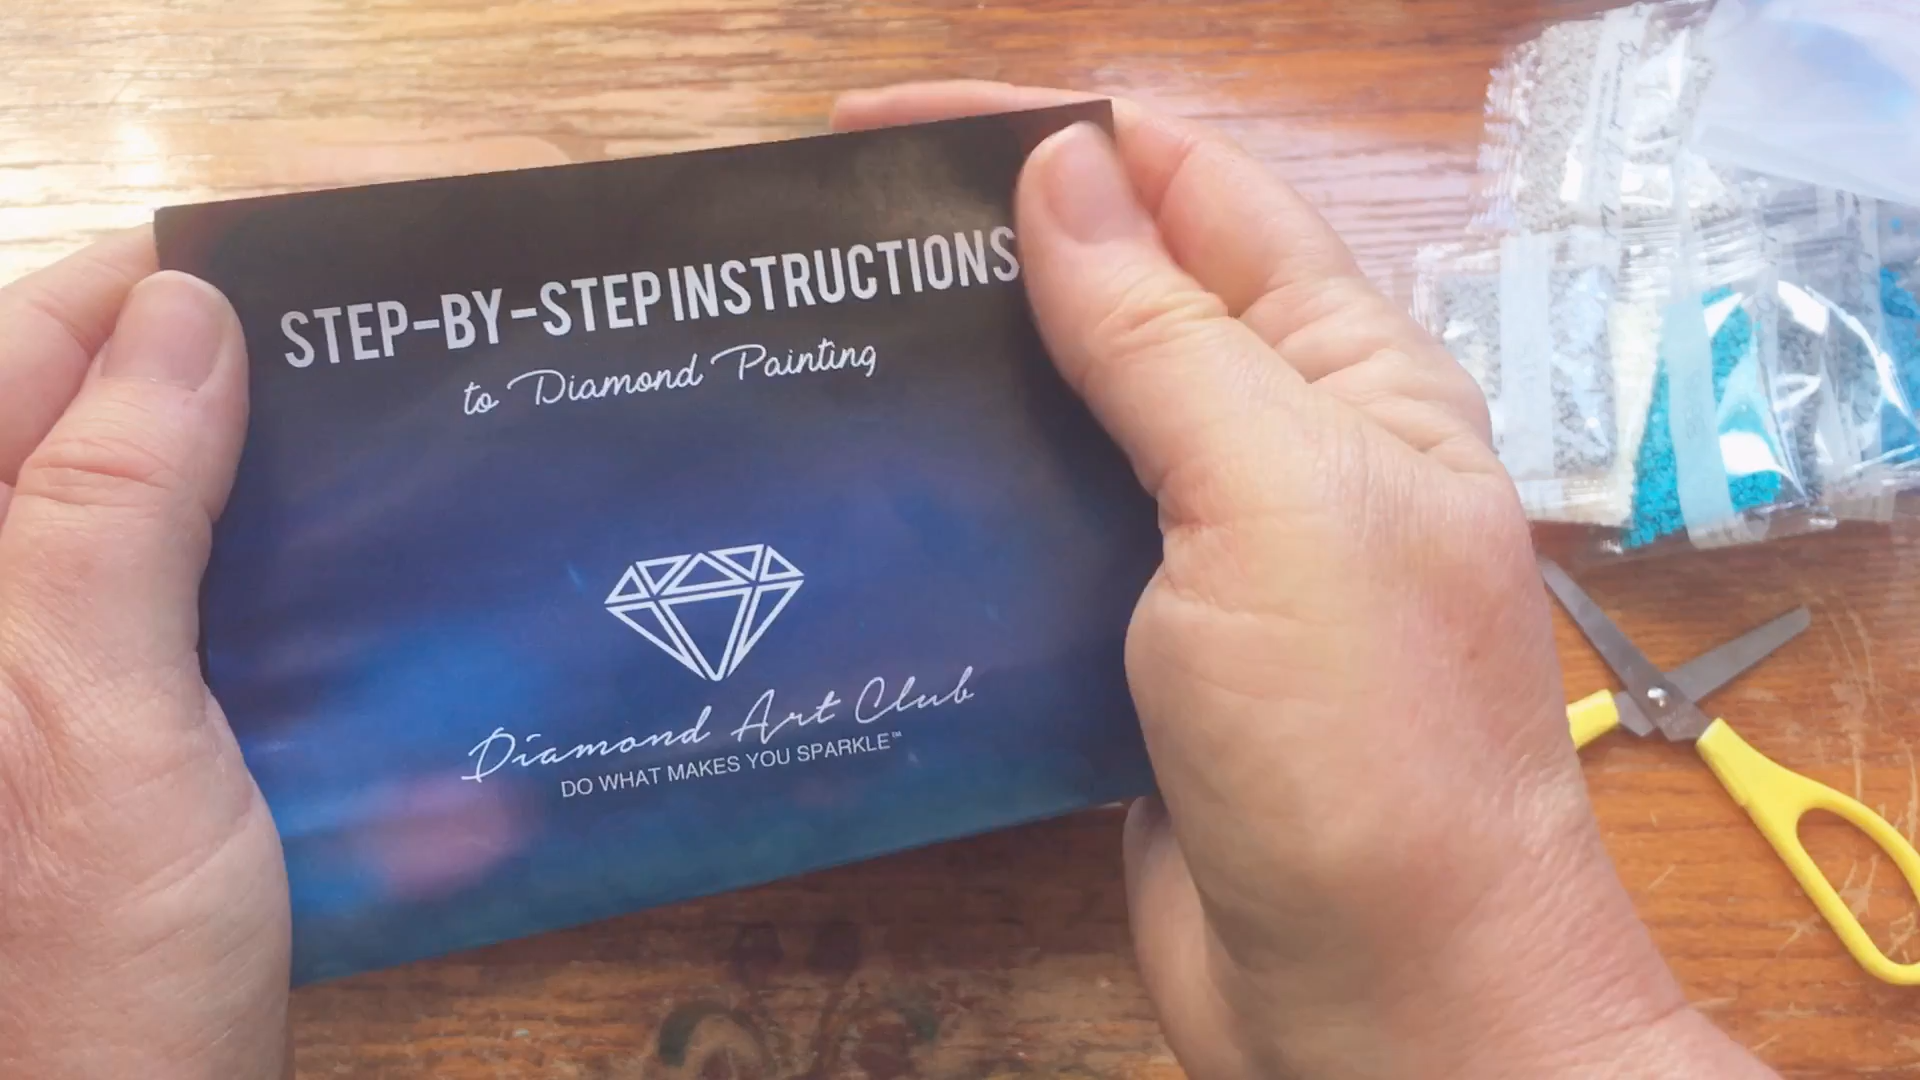 STEP-BY-STEP INSTRUCTIONS
to Diamond Painting
Diamond Art Club
DO WHAT MAKES YOU SPARKLE™